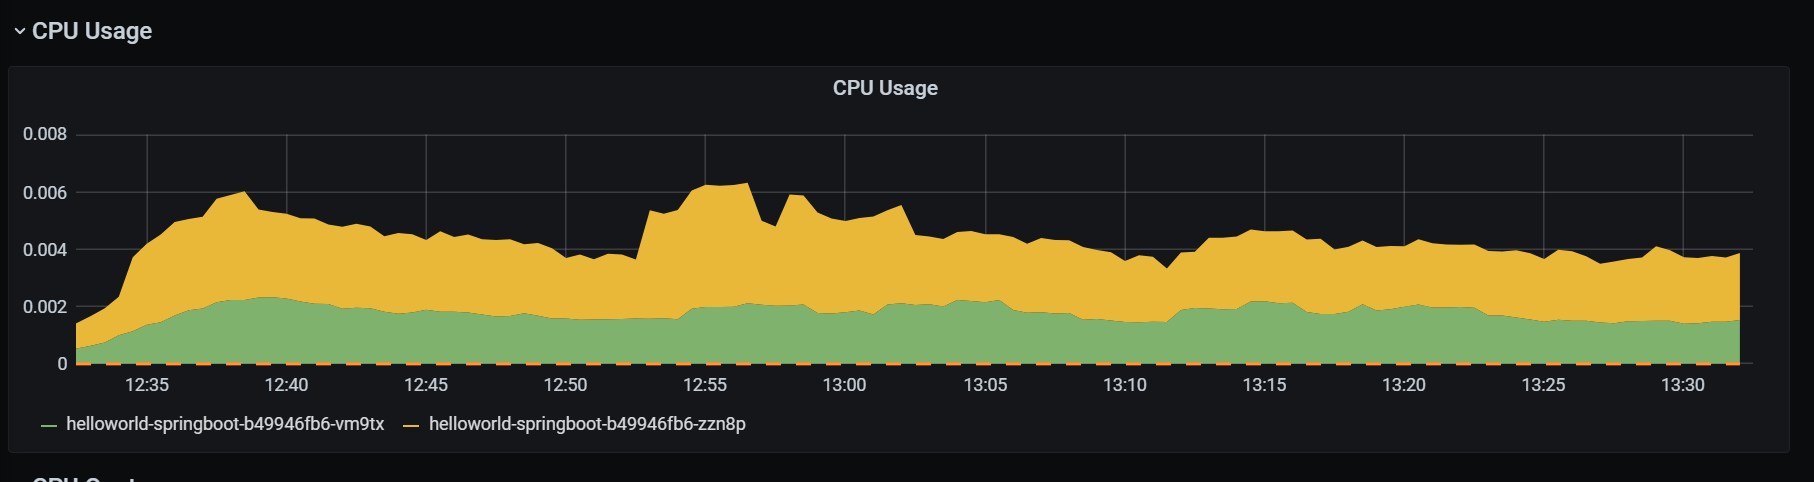 CPU Usage
CPU Usage
0.008
0.006
0.004
0.002
0
12:35 12:40 12:45 12:50 12:55 13:00 13:05 13:10 13:15 13:20 13:25 13:30
helloworld-springboot-b49946fb6-vm9tx helloworld-springboot-b49946fb6-zzn8p